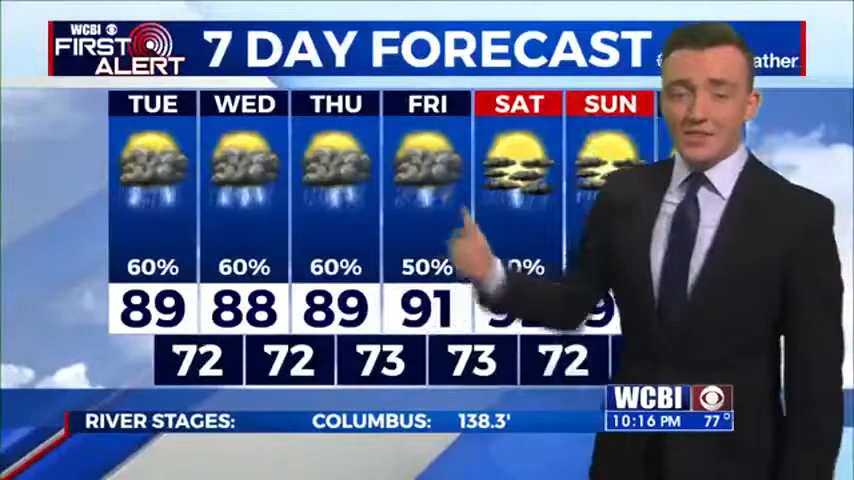 WCBI
FIRST
ALERT
7 DAY FORECAST
TUE WED THU FRI SAT SUN
60% 60% 60% 50%
89 88 89 91
72 72 73 73 72
WCBI
10:16 PM 77°
RIVER STAGES: COLUMBUS: 138.3'